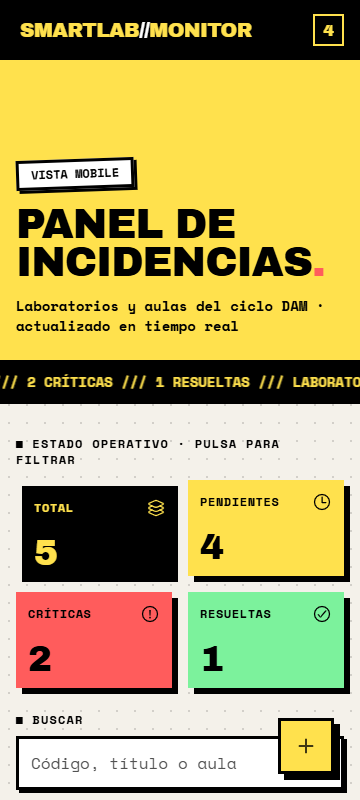 SMARTLAB//MONITOR
4
VISTA MOBILE
PANEL DE
INCIDENCIAS.
Laboratorios y aulas del ciclo DAM ·
actualizado en tiempo real
// 2 CRÍTICAS /// 1 RESUELTAS /// LABORATO
■ ESTADO OPERATIVO · PULSA PARA
FILTRAR
TOTAL
5
PENDIENTES
4
CRÍTICAS
2
RESUELTAS
1
■ BUSCAR
Código, título o aula
+